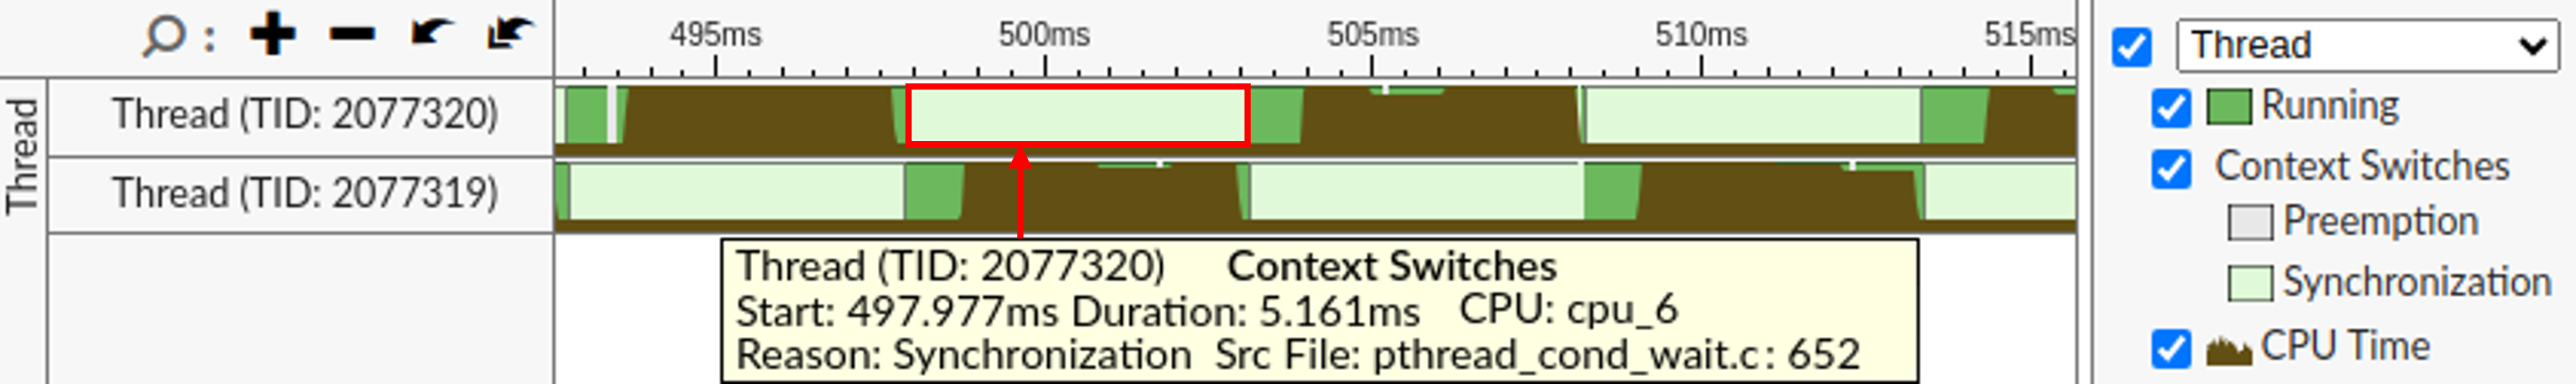 495ms 500ms 505ms 510ms 515ms
Thread
Thread (TID: 2077320)
Thread (TID: 2077319)
Thread (TID: 2077320) Context Switches
Start: 497.977ms Duration: 5.161ms CPU: cpu_6
Reason: Synchronization Src File: pthread_cond_wait.c: 652
Thread
Running
Context Switches
Preemption
Synchronization
CPU Time